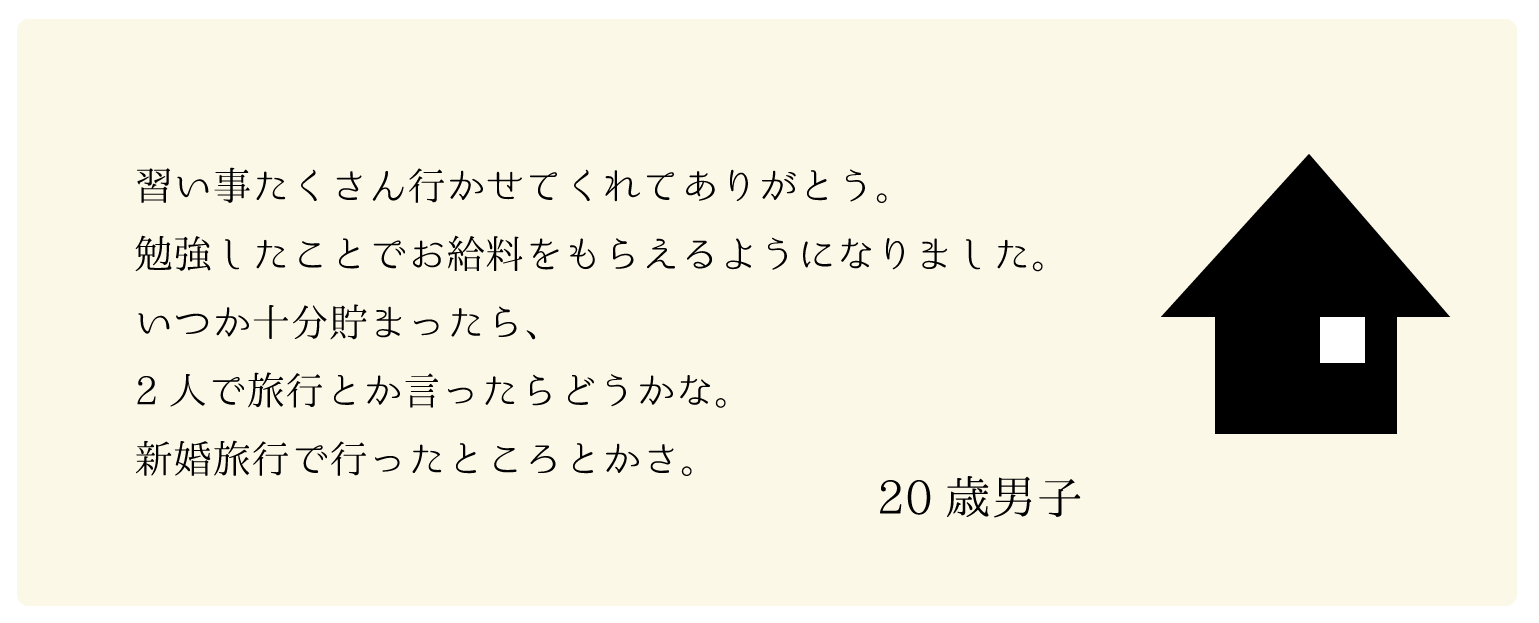 習い事たくさん行かせてくれてありがとう。
勉強したことでお給料をもらえるようになりました。
いつか十分貯まったら、
2 人で旅行とか言ったらどうかな。
新婚旅行で行ったところとかさ。
20 歳男子